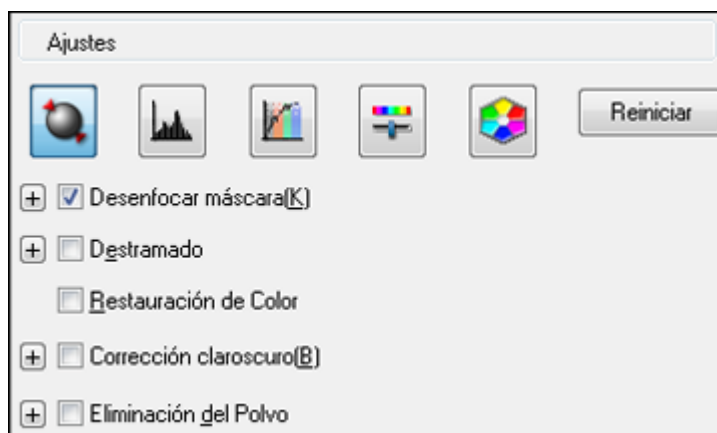 Ajustes
Reiniciar
Desenfocar máscara(K)
Destramado
Restauración de Color
Corrección claroscuro(B)
Eliminación del Polvo